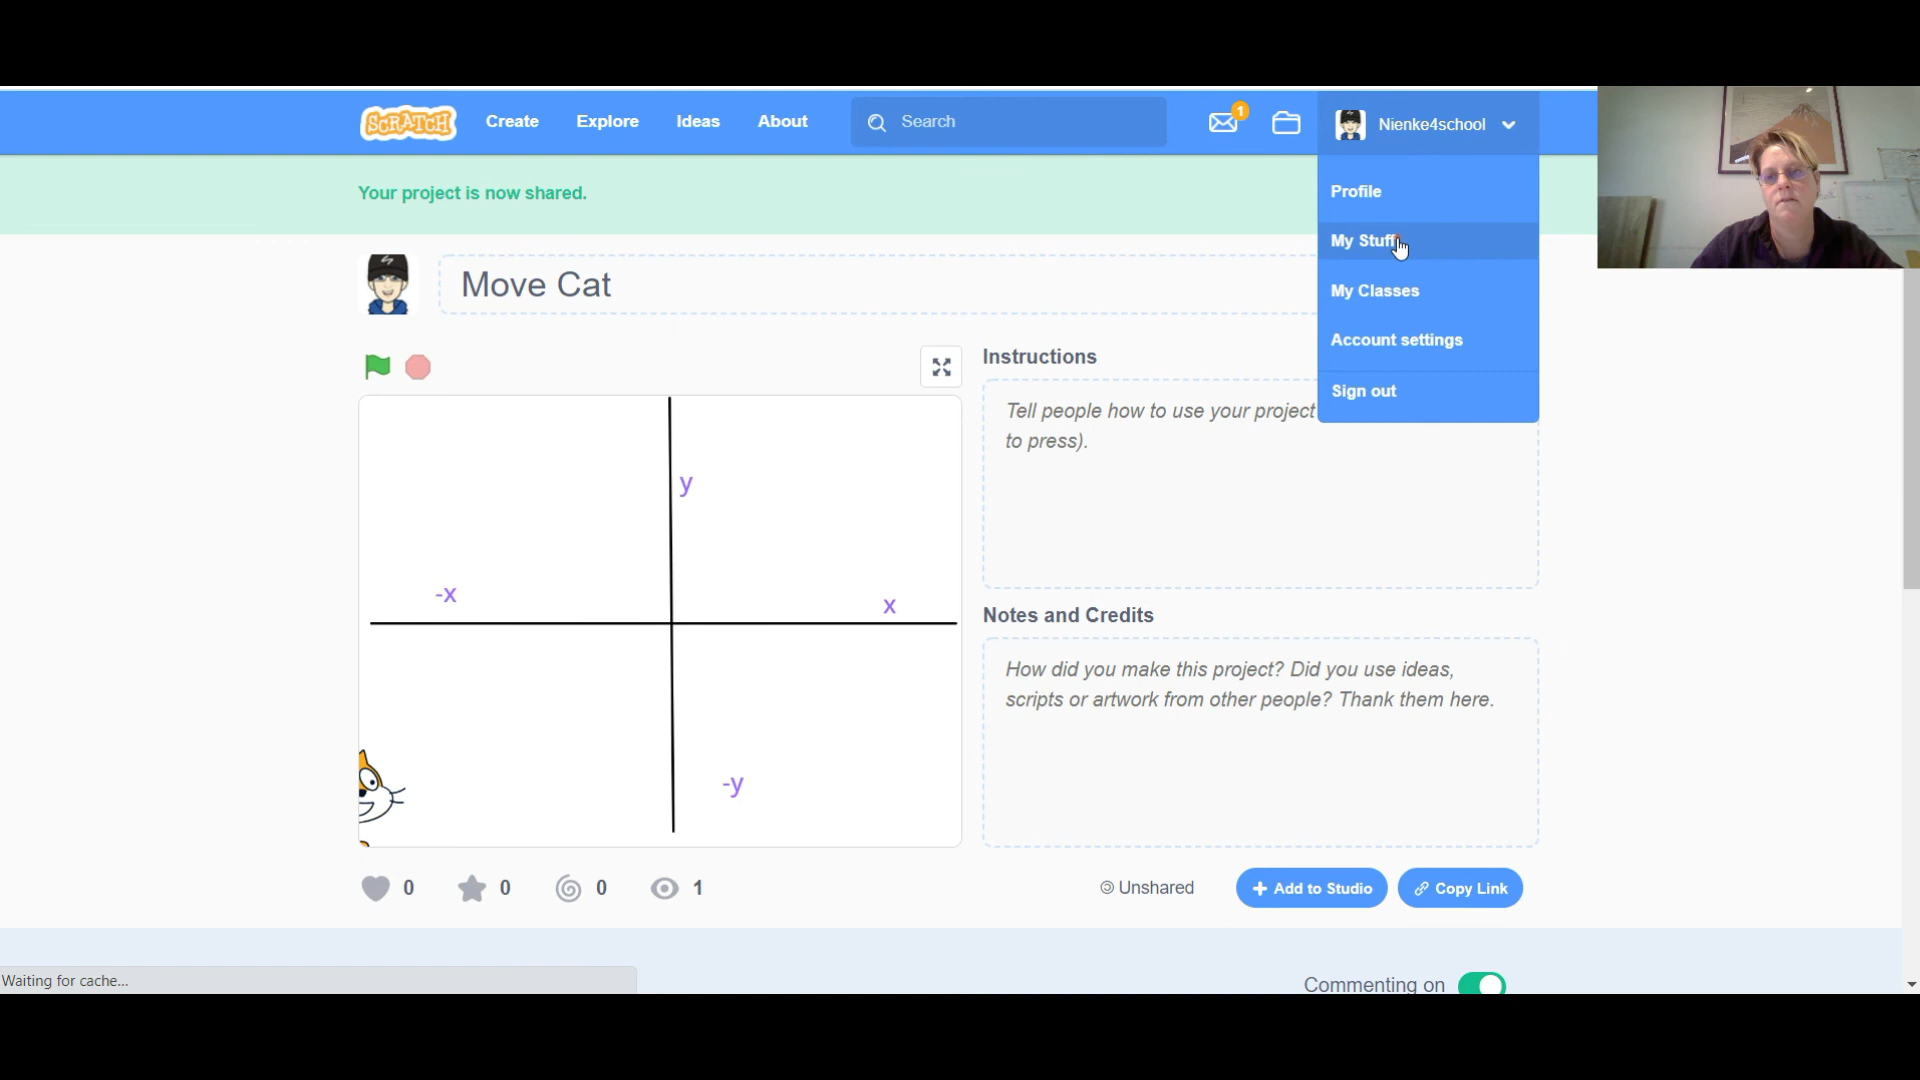 SCRATCH
Create
Explore
Ideas
About
Search
1
Nienke4school
Your project is now shared.
Profile
My Stuff
My Classes
Account settings
Sign out
Move Cat
Instructions
Tell people how to use your project
to press).
y
-x
x
-y
Notes and Credits
How did you make this project? Did you use ideas,
scripts or artwork from other people? Thank them here.
0
0
0
1
Unshared
Add to Studio
Copy Link
Commenting on
Waiting for cache...